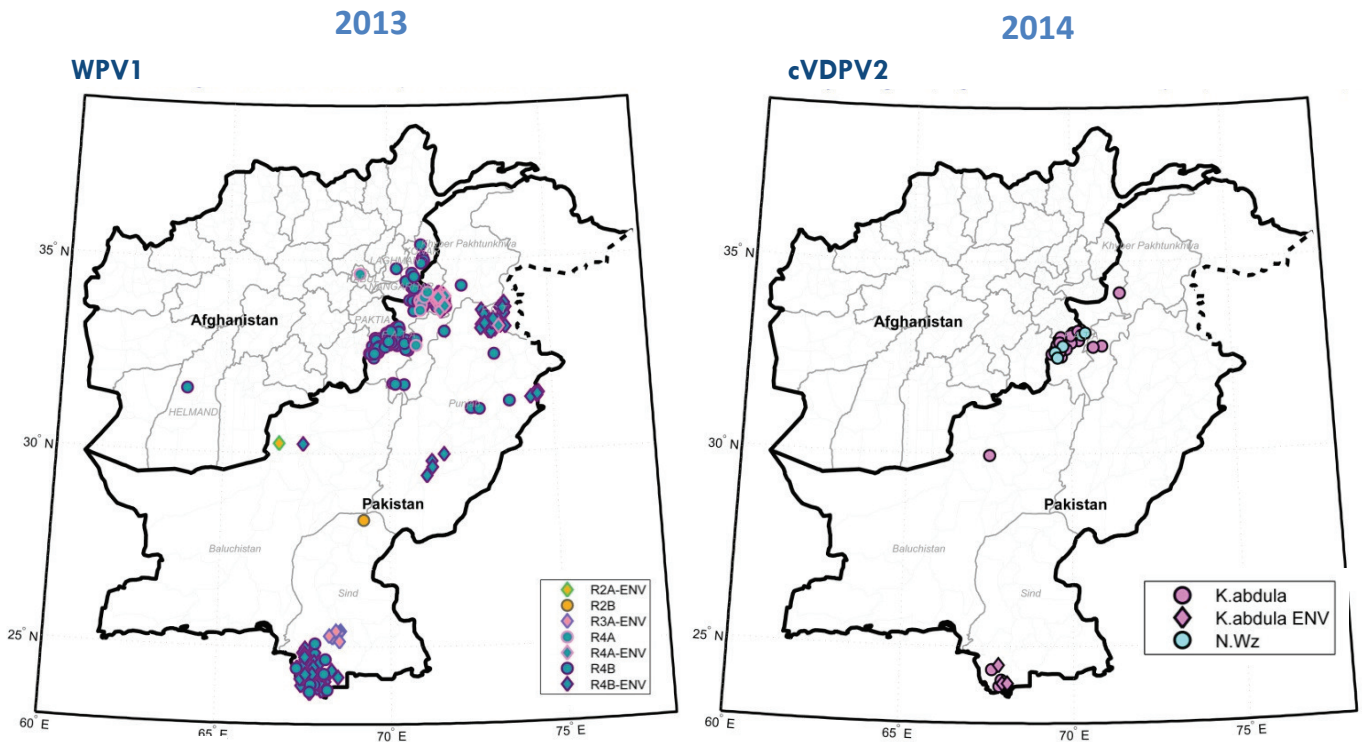 2013
2014
WPV1
cVDPV2
35° N
30° N
25° N
60° E
65° E
70° E
75° E
Khyber Pakhtunkhwa
PAKTIA
Afghanistan
HELMAND
Punjab
Pakistan
Baluchistan
Sind
R2A-ENV
R2B
R3A-ENV
R4A
R4A-ENV
R4B
R4B-ENV
35° N
30° N
25° N
60° E
65° E
70° E
75° E
Khyber Pakhtunkhwa
Afghanistan
Pakistan
Baluchistan
Sind
K.abdula
K.abdula ENV
N.Wz